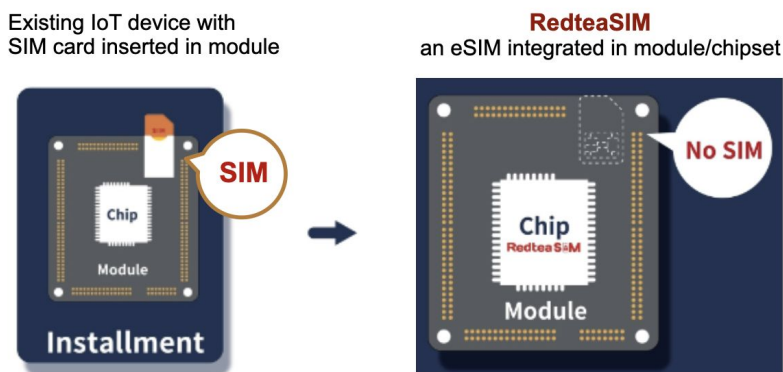 Existing IoT device with
SIM card inserted in module
SIM
SIM
Chip
Module
Installment
RedteaSIM
an eSIM integrated in module/chipset
No SIM
Chip
RedteaSIM
Module